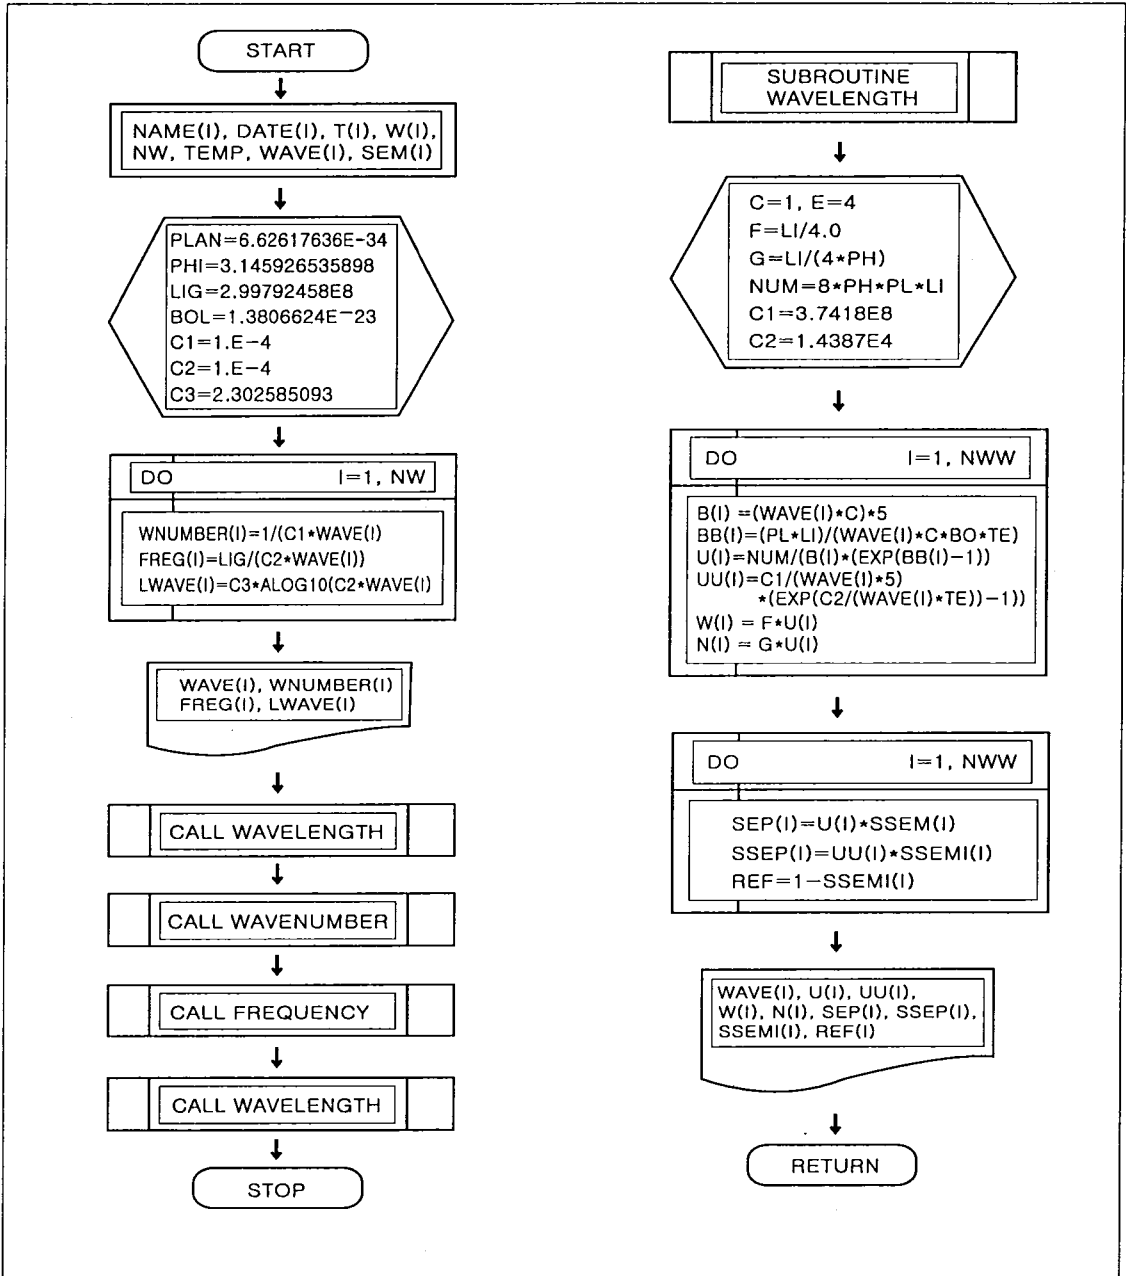 START
NAME(I), DATE(I), T(I), W(I),
NW, TEMP, WAVE(I), SEM(I)
PLAN=6.62617636E-34
PHI=3.145926535898
LIG=2.99792458E8
BOL=1.3806624E-23
C1=1.E-4
C2=1.E-4
C3=2.302585093
DO I=1, NW
WNUMBER(I)=1/(C1*WAVE(I)
FREG(I)=LIG/(C2*WAVE(I))
LWAVE(I)=C3*ALOG10(C2*WAVE(I)
WAVE(I), WNUMBER(I)
FREG(I), LWAVE(I)
CALL WAVELENGTH
CALL WAVENUMBER
CALL FREQUENCY
CALL WAVELENGTH
STOP
SUBROUTINE
WAVELENGTH
C=1, E=4
F=LI/4.0
G=LI/(4*PH)
NUM=8*PH*PL*LI
C1=3.7418E8
C2=1.4387E4
DO I=1, NWW
B(I) =(WAVE(I)*C)*5
BB(I)=(PL*LI)/(WAVE(I)*C*BO*TE)
U(I)=NUM/(B(I)*(EXP(BB(I)-1))
UU(I)=C1/(WAVE(I)*5)
*(EXP(C2/(WAVE(I)*TE))-1))
W(I) = F*U(I)
N(I) = G*U(I)
DO I=1, NWW
SEP(I)=U(I)*SSEM(I)
SSEP(I)=UU(I)*SSEMI(I)
REF=1-SSEMI(I)
WAVE(I), U(I), UU(I),
W(I), N(I), SEP(I), SSEP(I),
SSEMI(I), REF(I)
RETURN